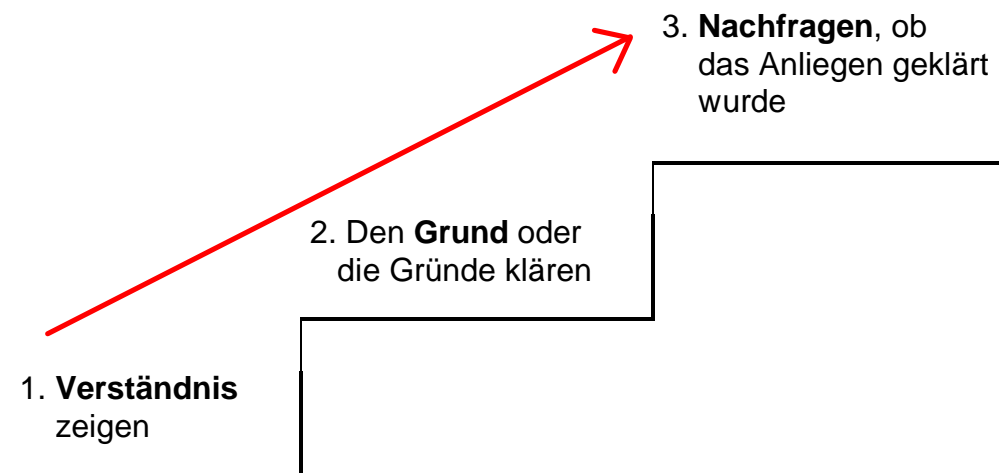 1. Verständnis
zeigen
2. Den Grund oder
die Gründe klären
3. Nachfragen, ob
das Anliegen geklärt
wurde